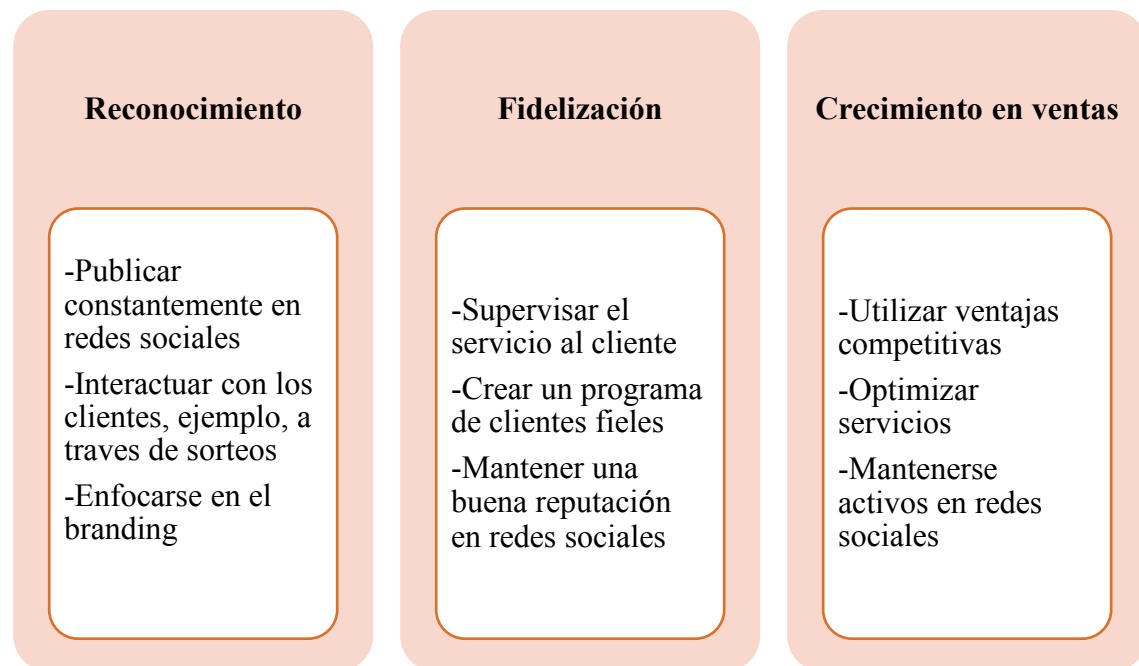 Reconocimiento
-Publicar
constantemente en
redes sociales
-Interactuar con los
clientes, ejemplo, a
traves de sorteos
-Enfocarse en el
branding
Fidelización
-Supervisar el
servicio al cliente
-Crear un programa
de clientes fieles
-Mantener una
buena reputación
en redes sociales
Crecimiento en ventas
-Utilizar ventajas
competitivas
-Optimizar
servicios
-Mantenerse
activos en redes
sociales